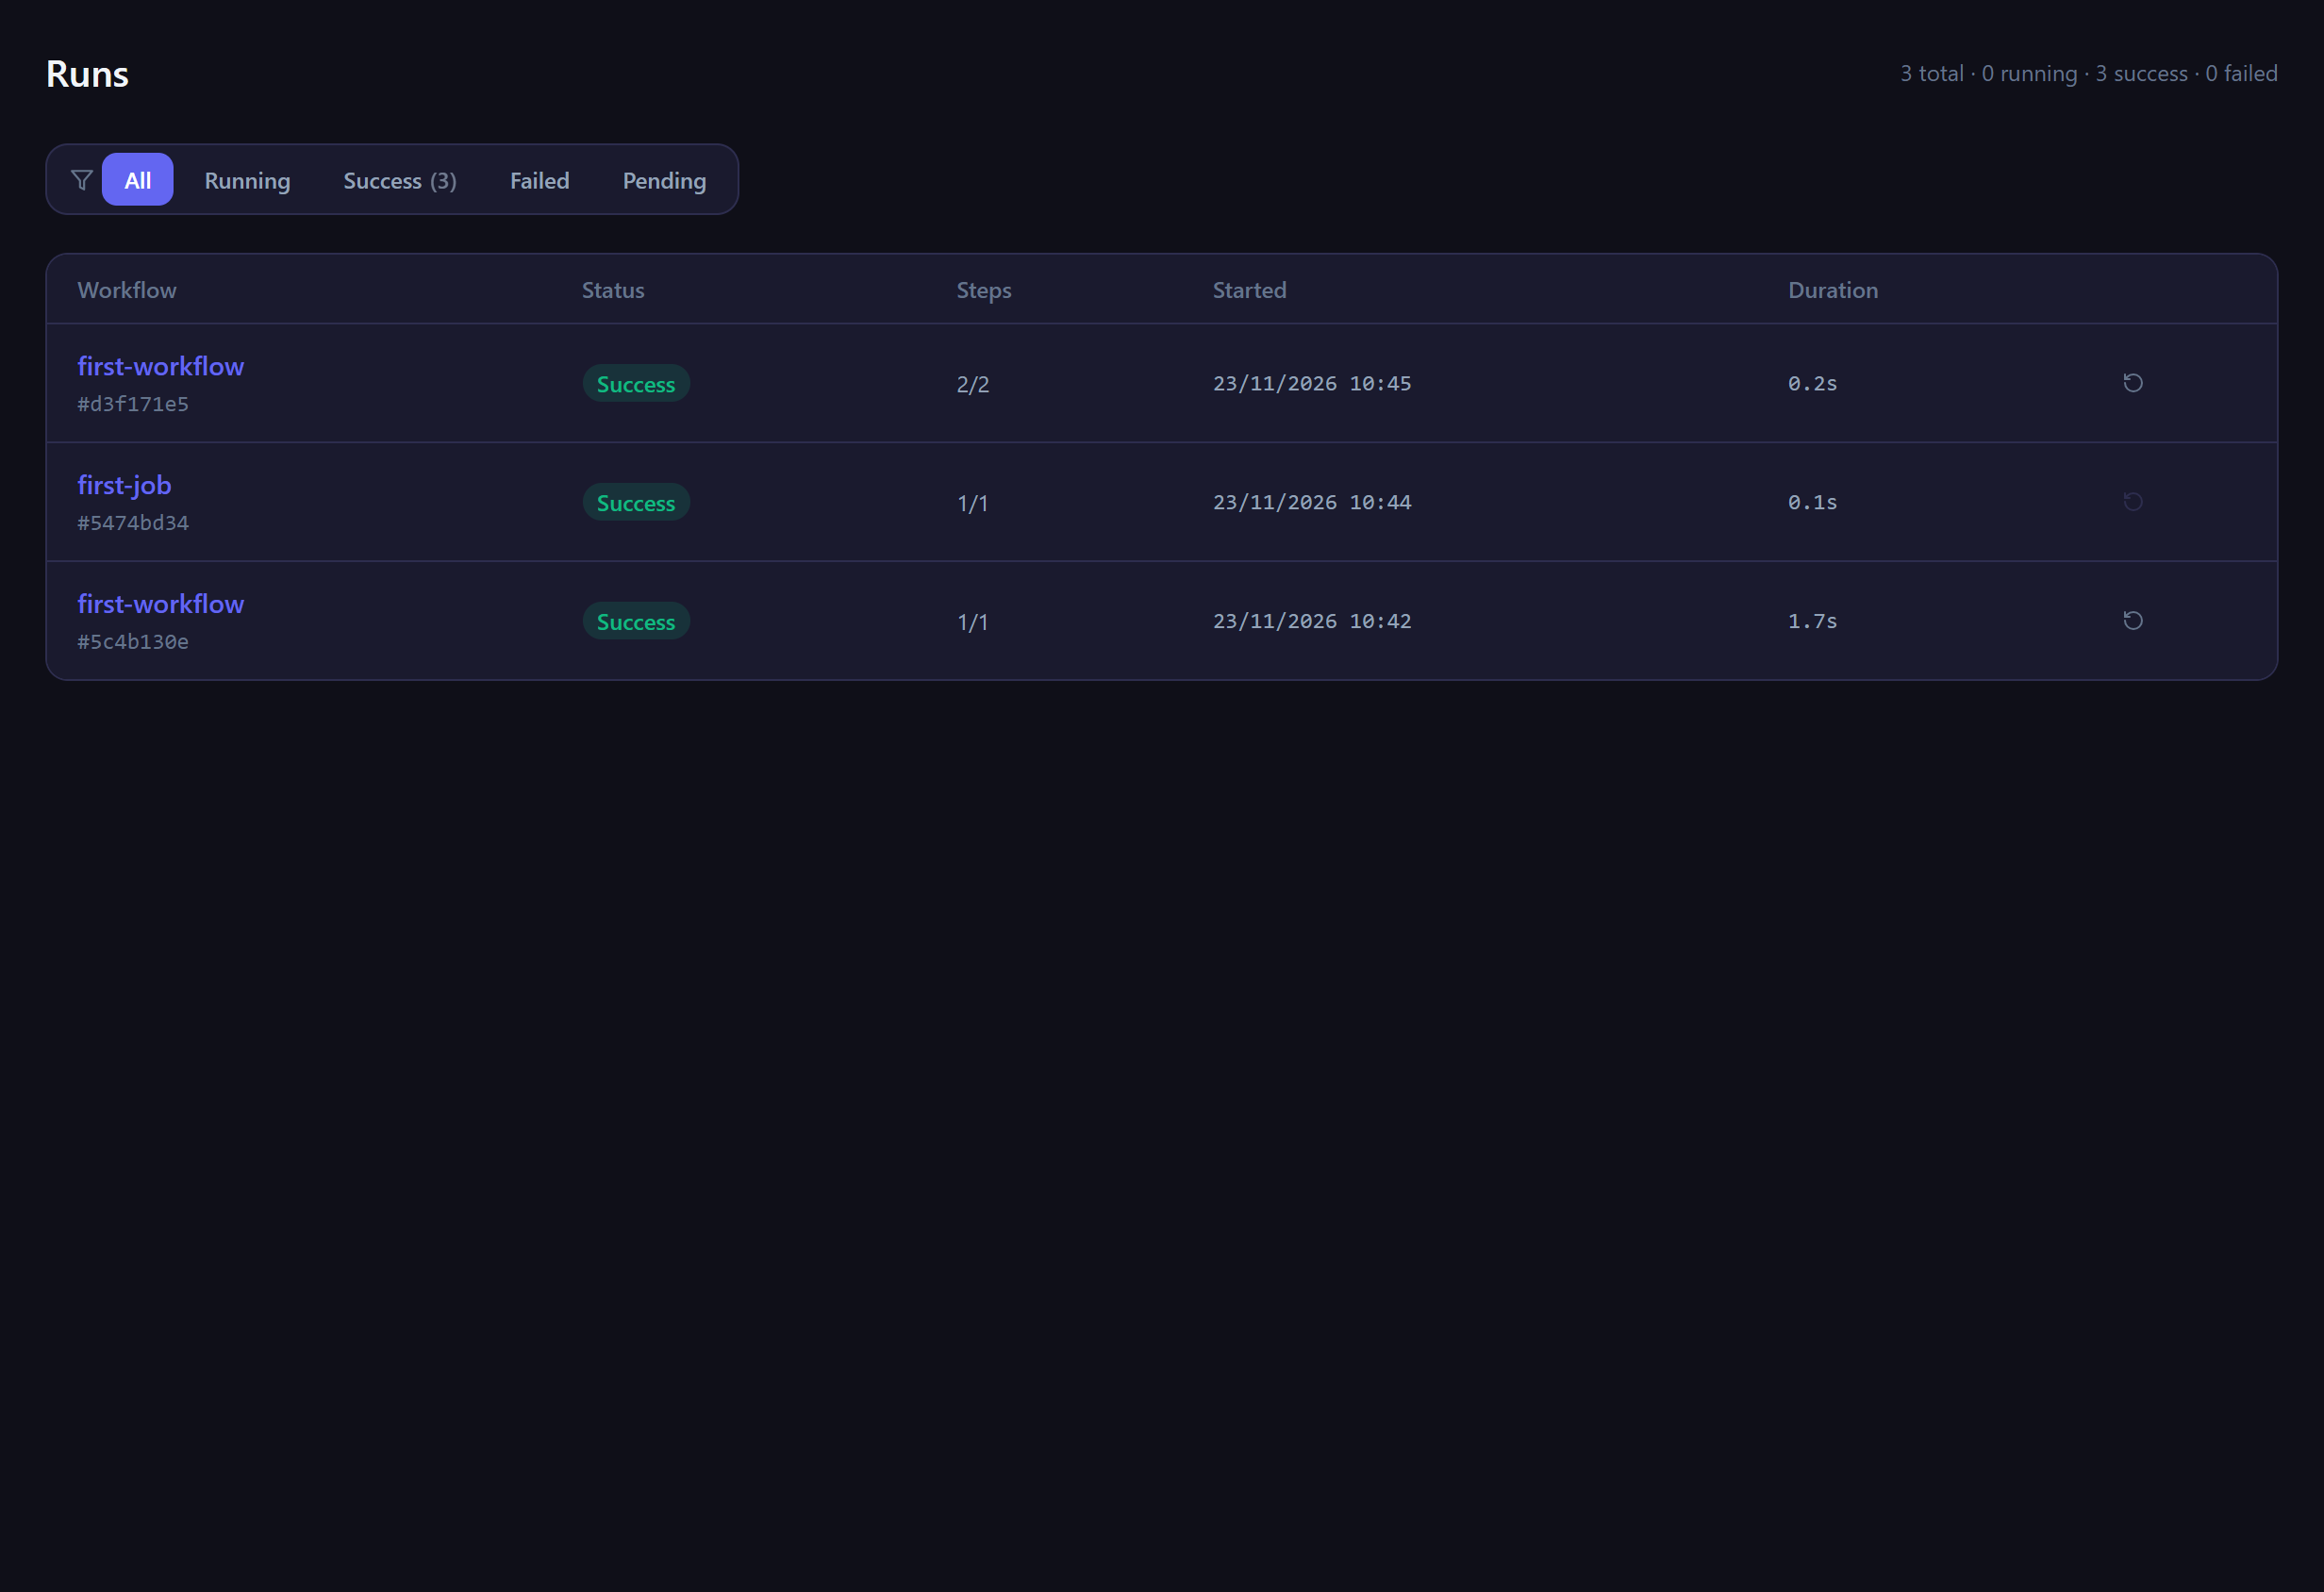 Runs
3 total · 0 running · 3 success · 0 failed
All Running Success (3) Failed Pending
Workflow Status Steps Started Duration
first-workflow
#d3f171e5
Success 2/2 23/11/2026 10:45 0.2s
first-job
#5474bd34
Success 1/1 23/11/2026 10:44 0.1s
first-workflow
#5c4b130e
Success 1/1 23/11/2026 10:42 1.7s